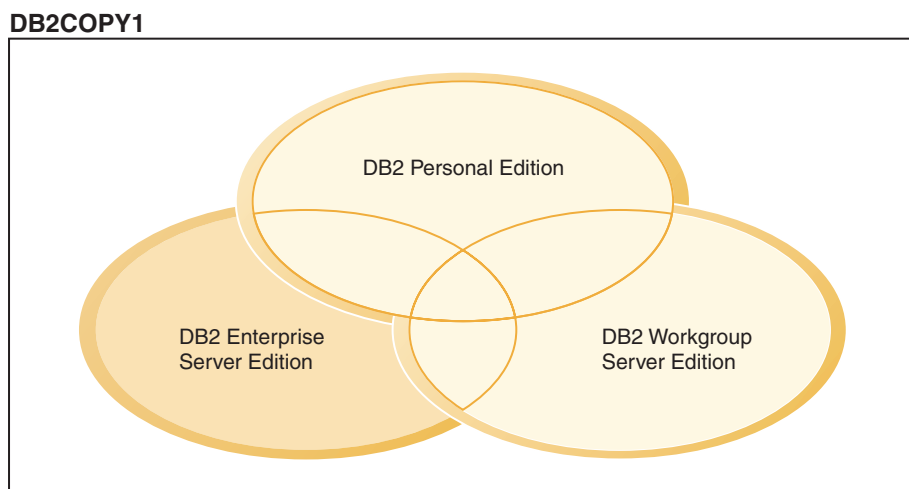 DB2COPY1
DB2 Personal Edition
DB2 Enterprise
Server Edition
DB2 Workgroup
Server Edition